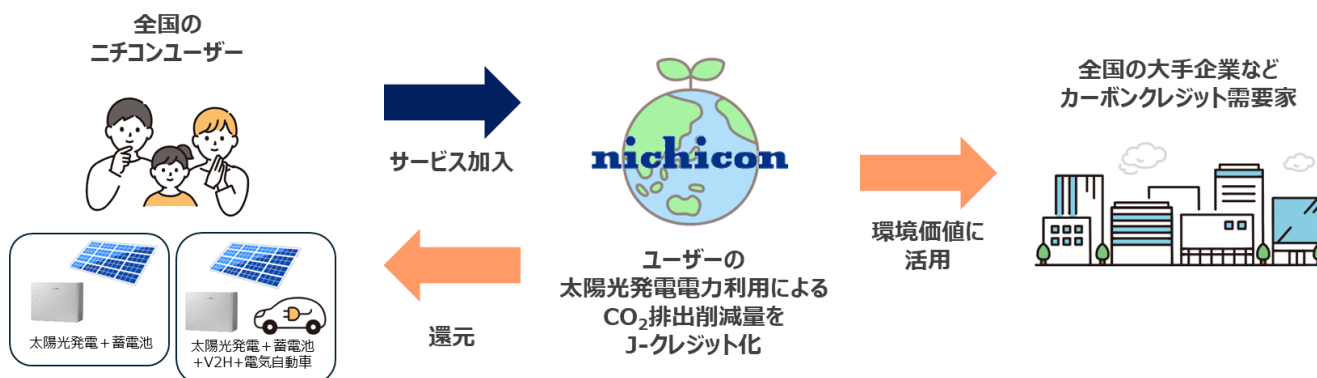 全国の
ニチコンユーザー
太陽光発電+蓄電池
太陽光発電+蓄電池
+V2H+電気自動車
サービス加入
還元
nichicon
ユーザーの
太陽光発電電力利用による
CO₂排出削減量を
J-クレジット化
環境価値に
活用
全国の大手企業など
カーボンクレジット需要家